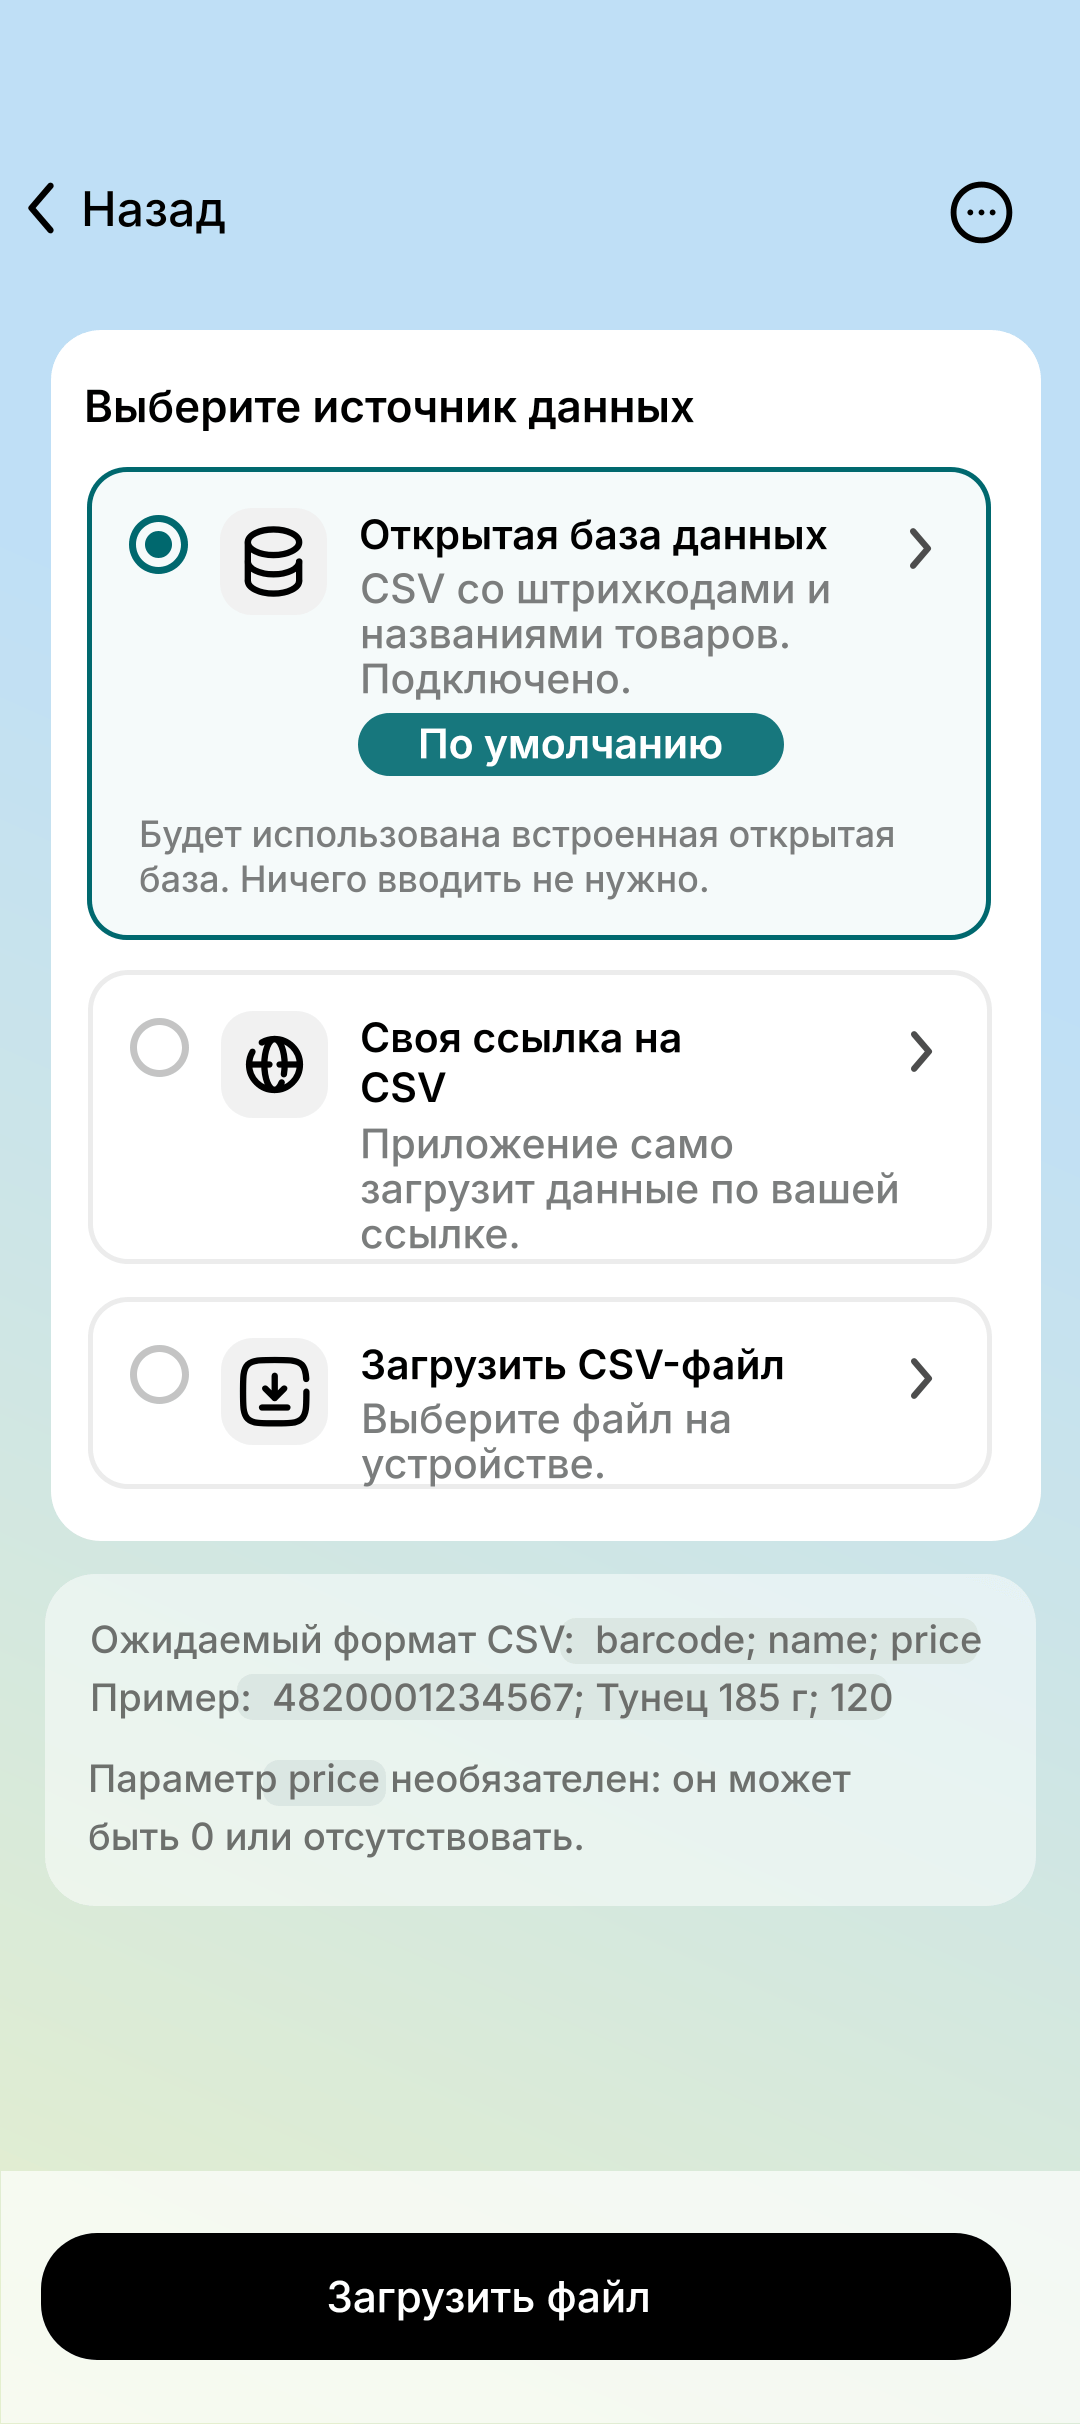 Назад
Выберите источник данных
Открытая база данных
CSV со штрихкодами и
названиями товаров.
Подключено.
По умолчанию
Будет использована встроенная открытая
база. Ничего вводить не нужно.
Своя ссылка на
CSV
Приложение само
загрузит данные по вашей
ссылке.
Загрузить CSV-файл
Выберите файл на
устройстве.
Ожидаемый формат CSV: barcode; name; price
Пример: 4820001234567; Тунец 185 г; 120
Параметр price необязателен: он может
быть 0 или отсутствовать.
Загрузить файл